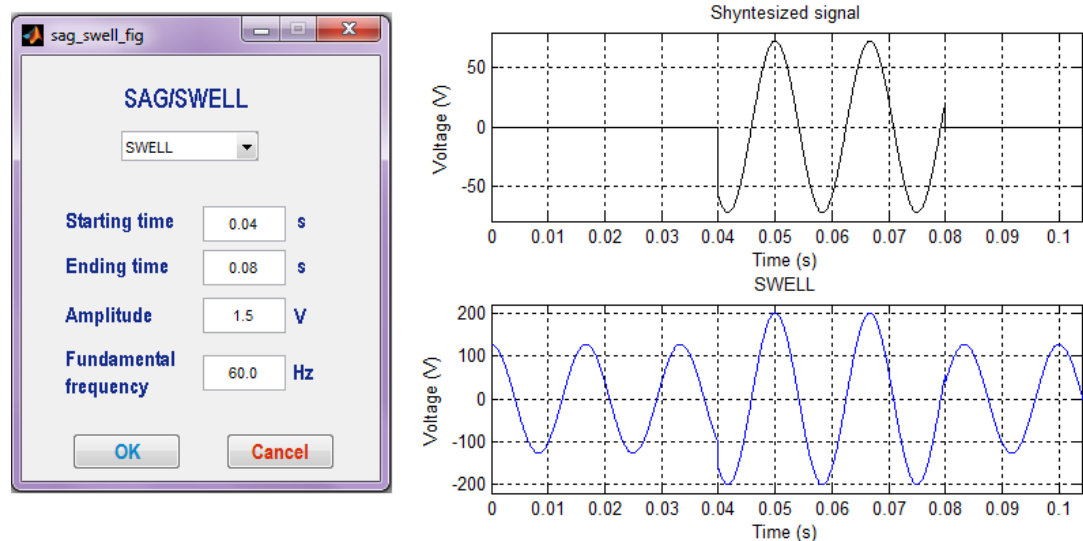 sag_swell_fig
SAG/SWELL
SWELL
Starting time 0.04 s
Ending time 0.08 s
Amplitude 1.5 V
Fundamental
frequency 60.0 Hz
OK Cancel
Shyntesized signal
Voltage (V)
50
0
-50
0 0.01 0.02 0.03 0.04 0.05 0.06 0.07 0.08 0.09 0.1
Time (s)
SWELL
Voltage (V)
200
100
0
-100
-200
0 0.01 0.02 0.03 0.04 0.05 0.06 0.07 0.08 0.09 0.1
Time (s)